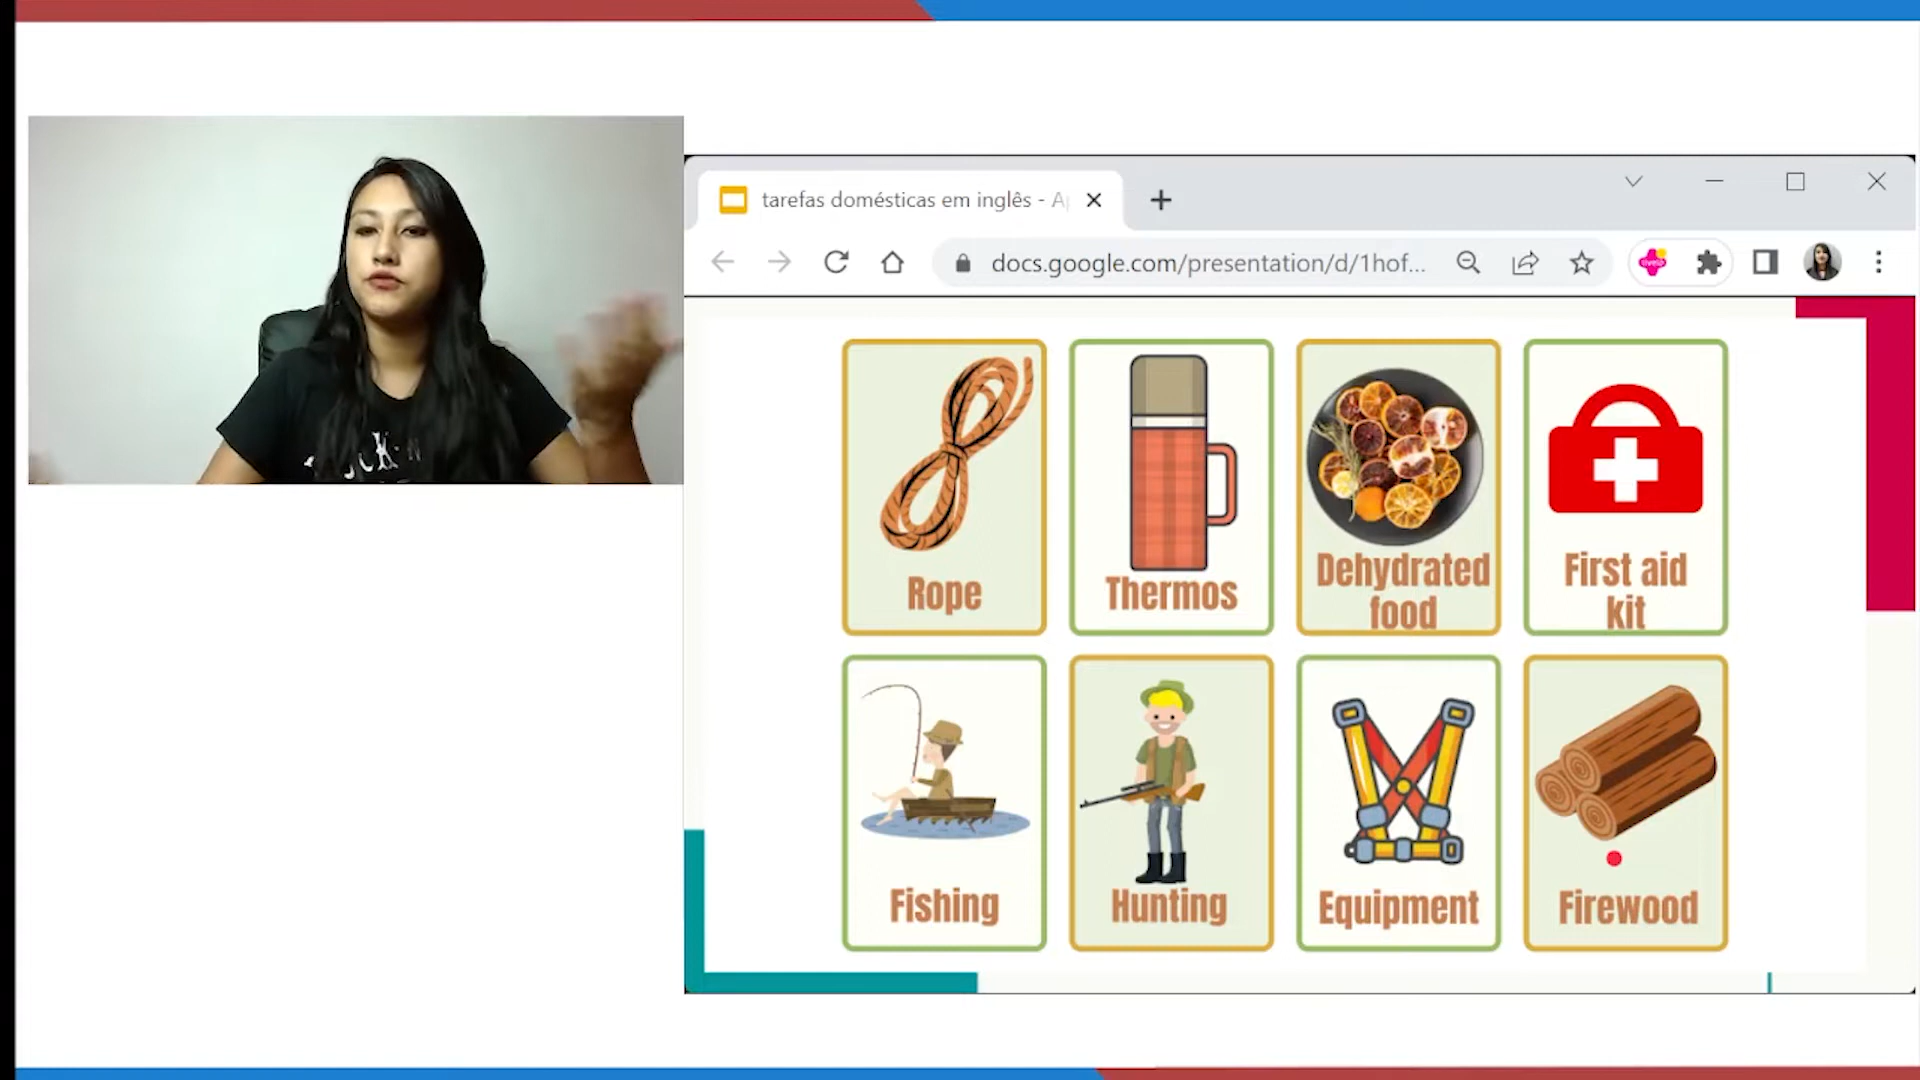 tarefas domésticas em inglês - A
docs.google.com/presentation/d/1hof...
Rope
Thermos
Dehydrated
food
First aid
kit
Fishing
Hunting
Equipment
Firewood